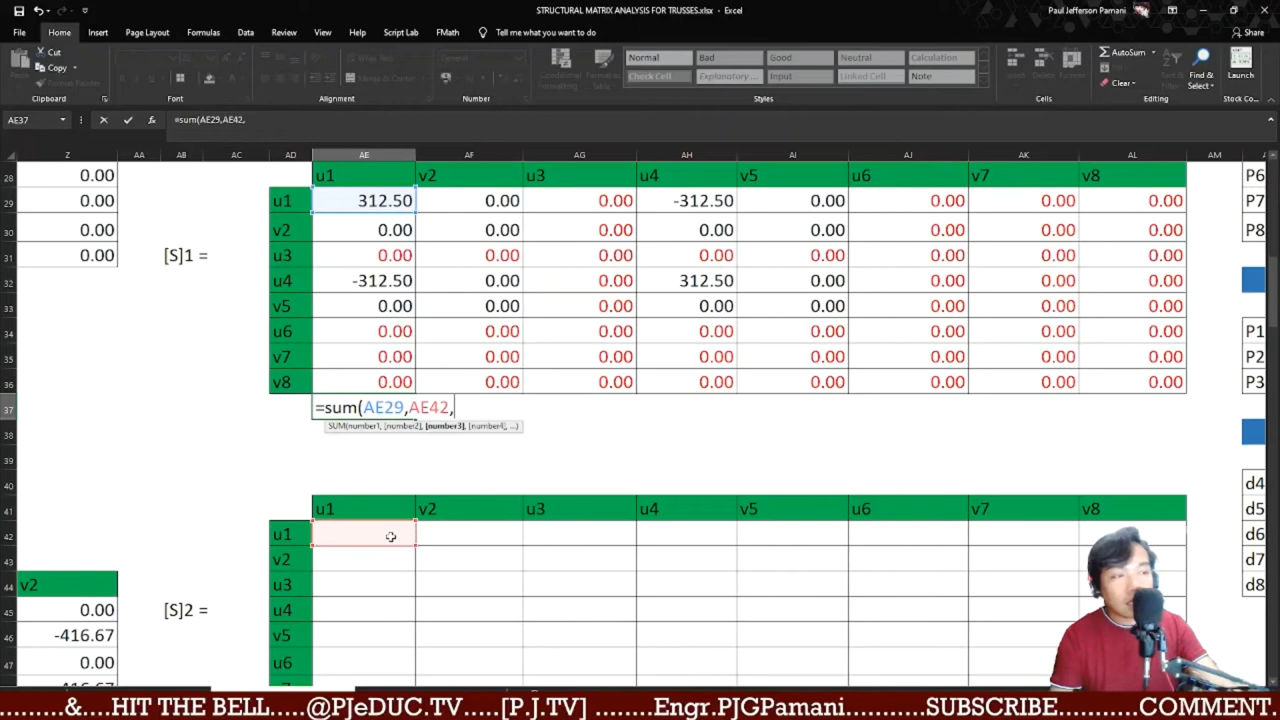 STRUCTURAL MATRIX ANALYSIS FOR TRUSSES.xlsx - Excel
Paul Jefferson Pamani
File Home Insert Page Layout Formulas Data Review View Help Script Lab FMath Tell me what you want to do Share
Paste Cut Copy Clear
Wrap Text Merge & Center General Conditional Formatting Format as
Normal Bad Good Neutral Calculation
Check Cell Explanatory ... Input Linked Cell Note
AutoSum Clear Find & Select Launch
Clipboard Font Alignment Number Styles Cells Editing Stock Co...
AE37 =sum(AE29,AE42,
Z AA AB AC AD AE AF AG AH AI AJ AK AL AM
28 0.00 u1 v2 u3 u4 v5 u6 v7 v8 P6
29 0.00 u1 312.50 0.00 0.00 -312.50 0.00 0.00 0.00 0.00 P7
30 0.00 v2 0.00 0.00 0.00 0.00 0.00 0.00 0.00 0.00 P8
31 0.00 [S]1 = u3 0.00 0.00 0.00 0.00 0.00 0.00 0.00 0.00
32 u4 -312.50 0.00 0.00 312.50 0.00 0.00 0.00 0.00
33 v5 0.00 0.00 0.00 0.00 0.00 0.00 0.00 0.00
34 u6 0.00 0.00 0.00 0.00 0.00 0.00 0.00 0.00 P1
35 v7 0.00 0.00 0.00 0.00 0.00 0.00 0.00 0.00 P2
36 v8 0.00 0.00 0.00 0.00 0.00 0.00 0.00 0.00 P3
37 =sum(AE29,AE42,
38 SUM(number1, [number2], [number3], [number4], ...)
39
40 d4
41 u1 v2 u3 u4 v5 u6 v7 v8 d5
42 u1 d6
43 v2 d7
44 v2 u3 d8
45 0.00 [S]2 = u4
46 -416.67 v5
47 0.00 u6
.........& ....HIT THE BELL.........@PJeDUC.TV.....[P.J.TV] ........Engr.PJGPamani..............SUBSCRIBE...............COMMENT